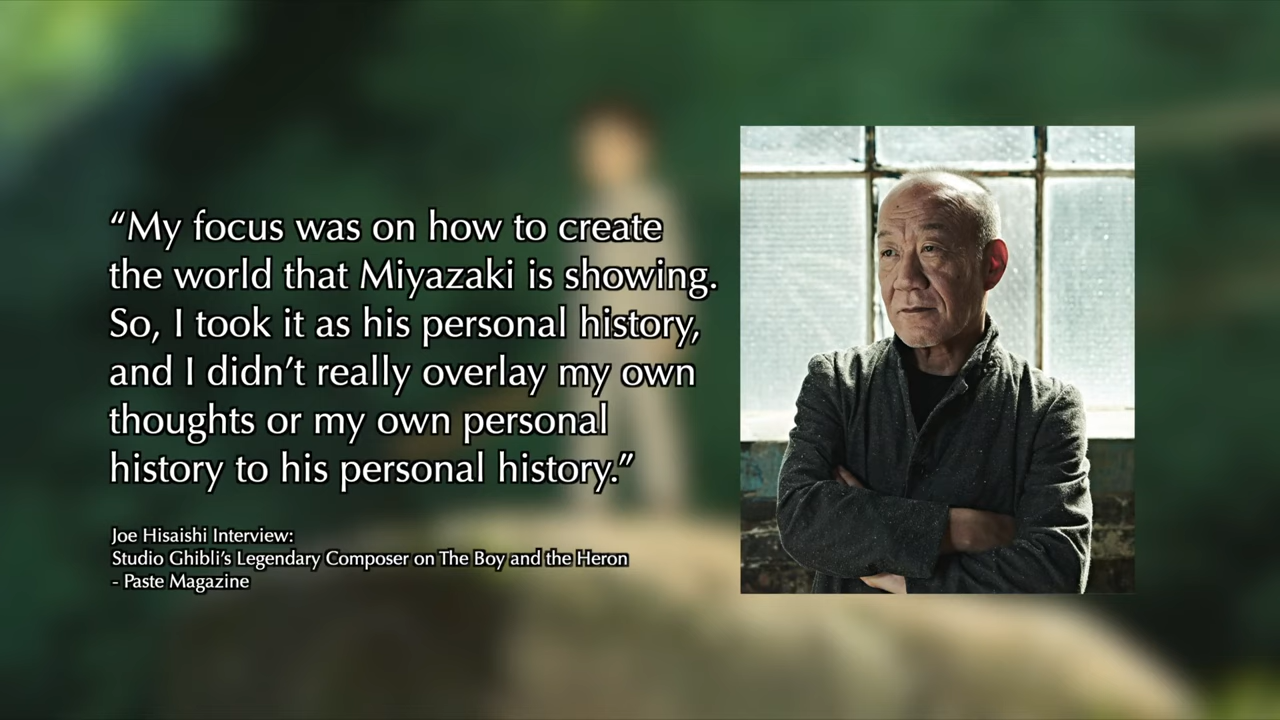 “My focus was on how to create
the world that Miyazaki is showing.
So, I took it as his personal history,
and I didn’t really overlay my own
thoughts or my own personal
history to his personal history.”
Joe Hisaishi Interview:
Studio Ghibli’s Legendary Composer on The Boy and the Heron
- Paste Magazine